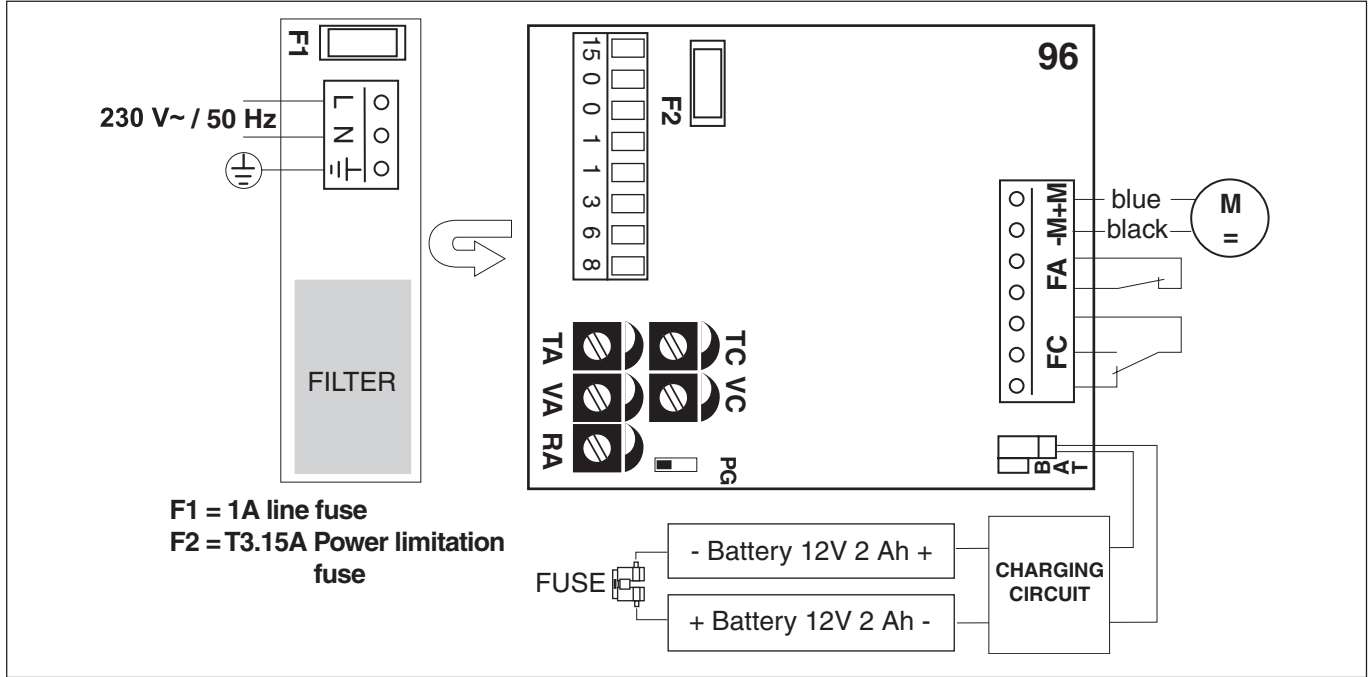 F1
230 V~ / 50 Hz
L
N
FILTER
F1 = 1A line fuse
F2 = T3.15A Power limitation
fuse
96
15
0
0
1
1
3
6
8
F2
TA
VA
RA
TC
VC
PG
-M+M
FA
FC
blue
black
M
=
BAT
- Battery 12V 2 Ah +
FUSE
+ Battery 12V 2 Ah -
CHARGING
CIRCUIT